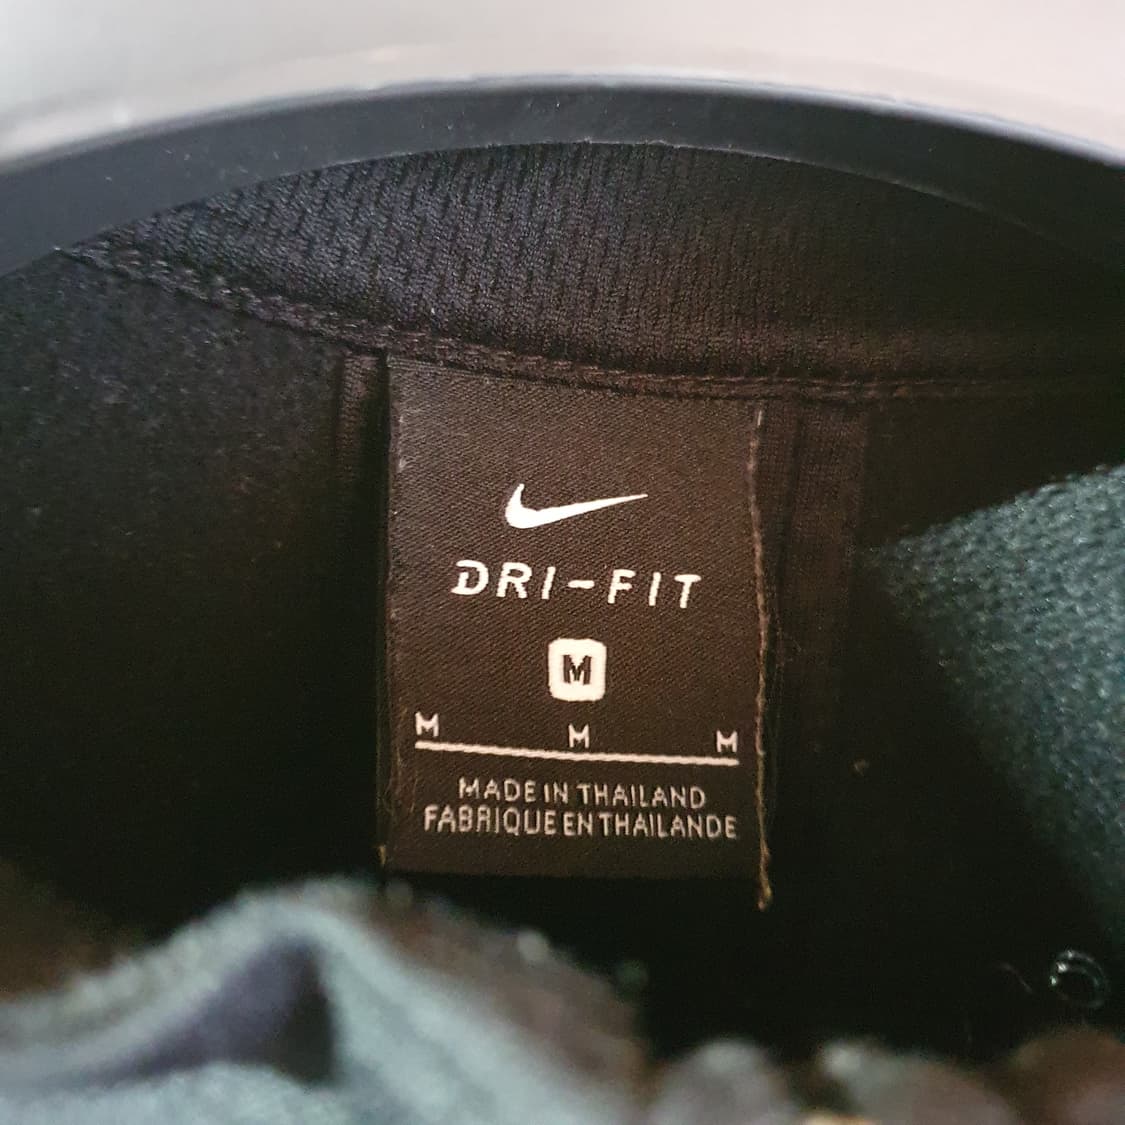 DRI-FIT
M
M M M
MADE IN THAILAND
FABRIQUE EN THAILANDE